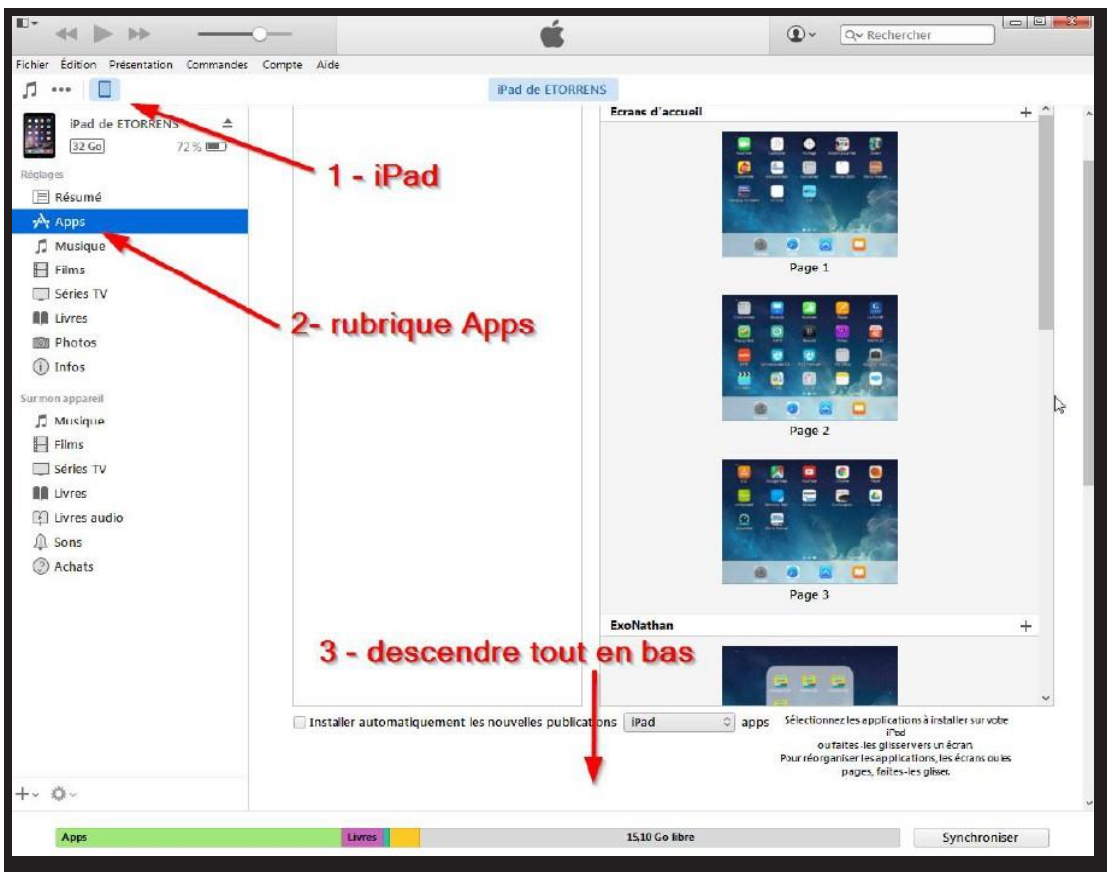 Rechercher
Fichier Édition Présentation Commandes Compte Aide
iPad de ETORRENS
iPad de ETORRENS
32 Go 72 %
Réglages
Résumé
Apps
Musique
Films
Séries TV
Livres
Photos
Infos
Sur mon appareil
Musique
Films
Séries TV
Livres
Livres audio
Sons
Achats
1 - iPad
2- rubrique Apps
3 - descendre tout en bas
Écrans d'accueil
Page 1
Page 2
Page 3
ExoNathan
Installer automatiquement les nouvelles publications iPad apps
Sélectionnez les applications à installer sur votre
iPad
ou faites-les glisser vers un écran.
Pour réorganiser les applications, les écrans ou les
pages, faites-les glisser.
Apps Livres 15,10 Go libre Synchroniser